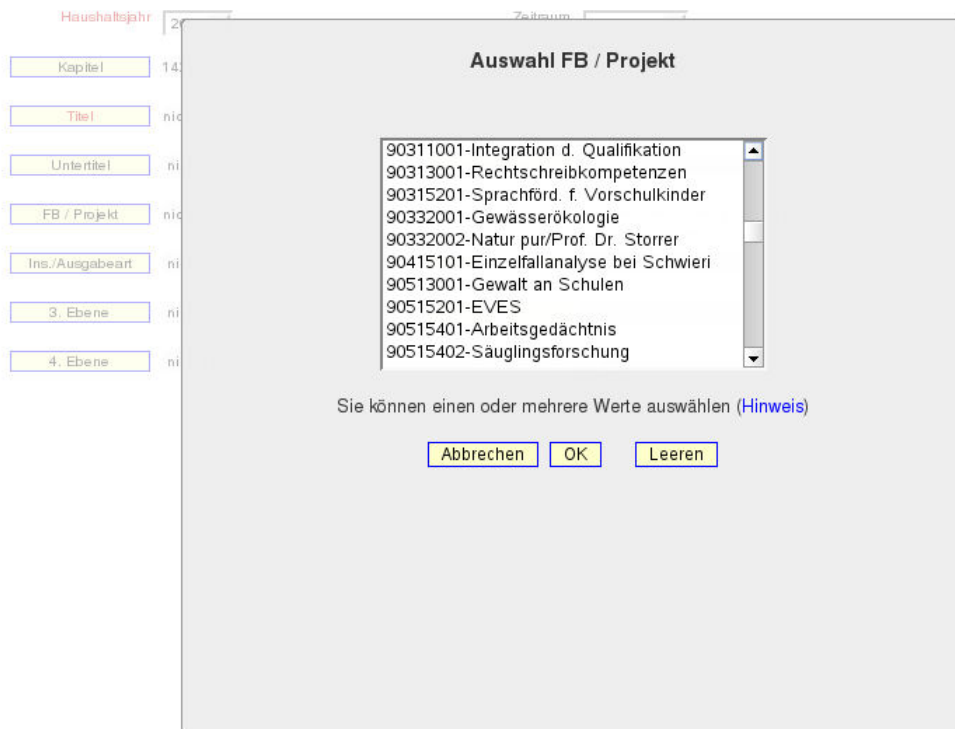 Haushaltsjahr
Zeitraum
Auswahl FB / Projekt
Kapitel
Titel
Untertitel
FB / Projekt
Ins./Ausgabeart
3. Ebene
4. Ebene
90311001-Integration d. Qualifikation
90313001-Rechtschreibkompetenzen
90315201-Sprachförd. f. Vorschulkinder
90332001-Gewässerökologie
90332002-Natur pur/Prof. Dr. Storrer
90415101-Einzelfallanalyse bei Schwieri
90513001-Gewalt an Schulen
90515201-EVES
90515401-Arbeitsgedächtnis
90515402-Säuglingsforschung
Sie können einen oder mehrere Werte auswählen (Hinweis)
Abbrechen OK Leeren